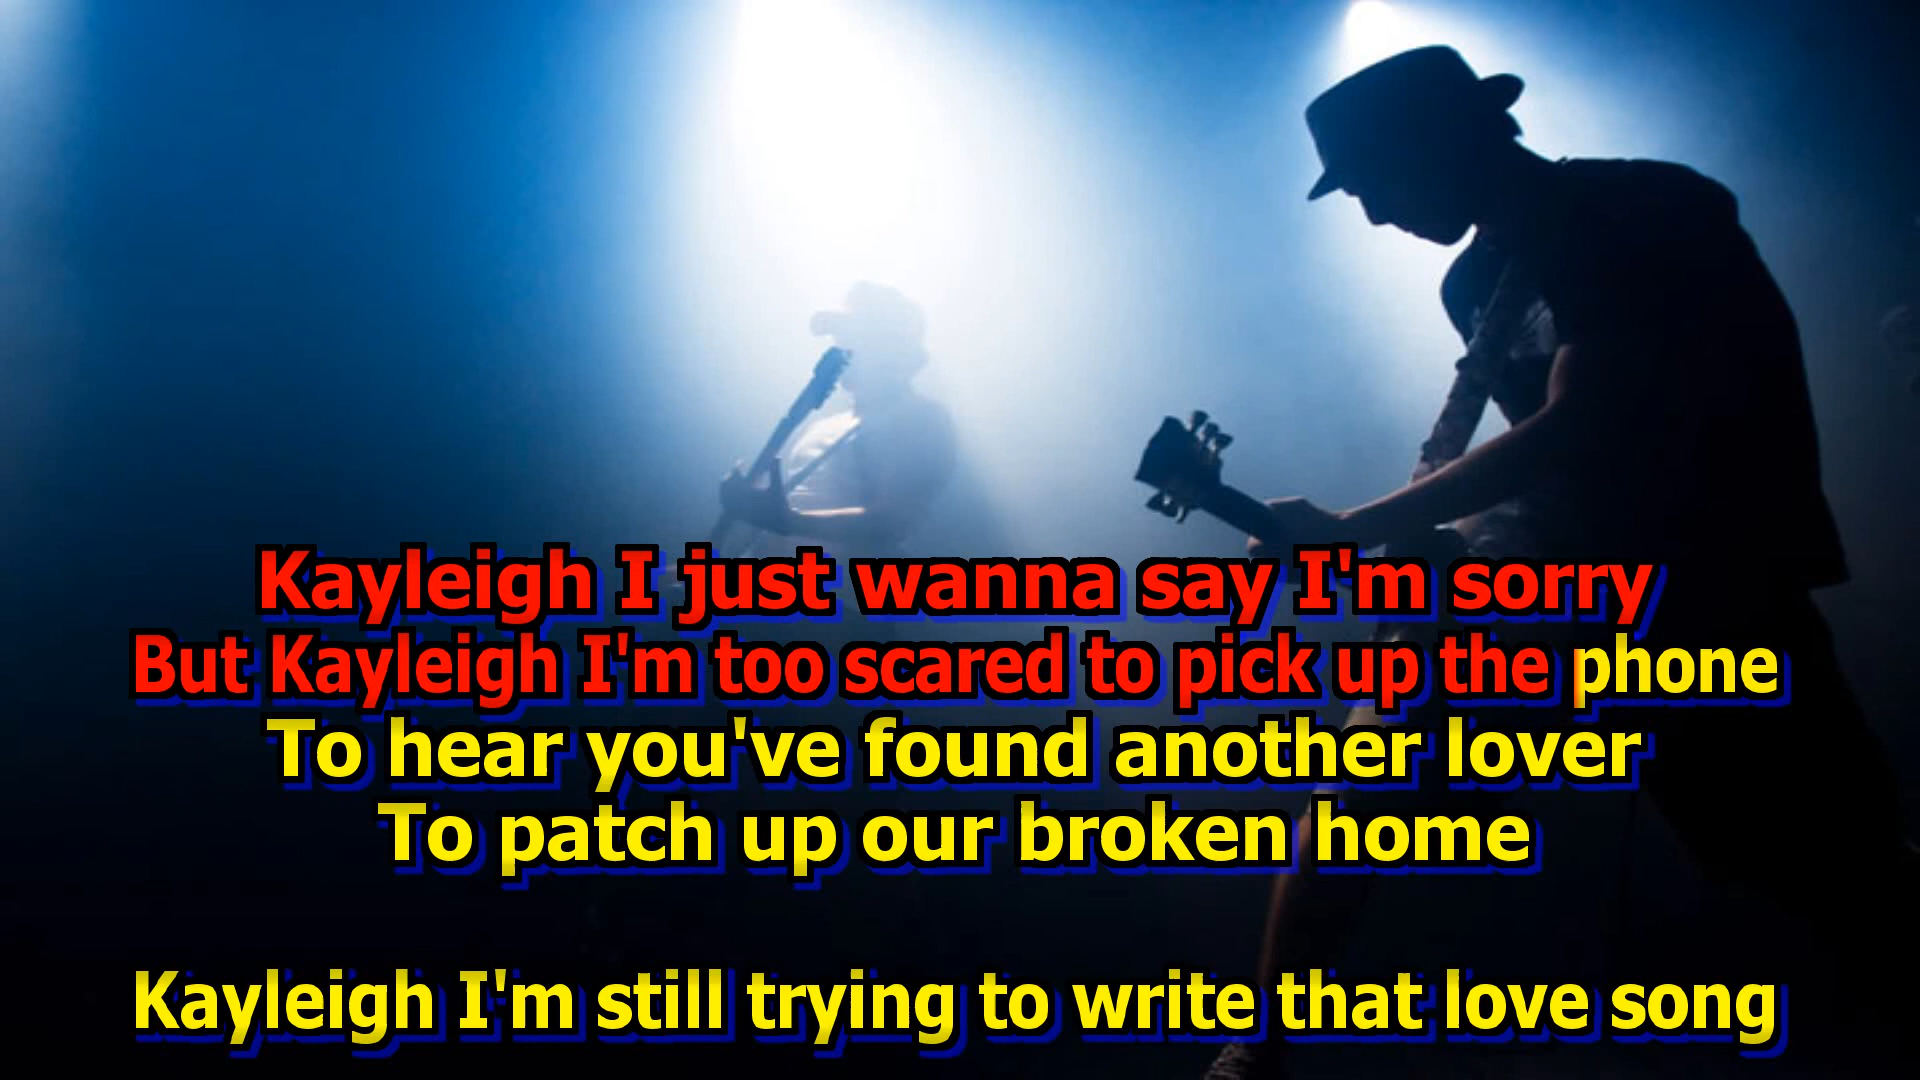 Kayleigh I just wanna say I'm sorry
But Kayleigh I'm too scared to pick up the phone
To hear you've found another lover
To patch up our broken home
Kayleigh I'm still trying to write that love song